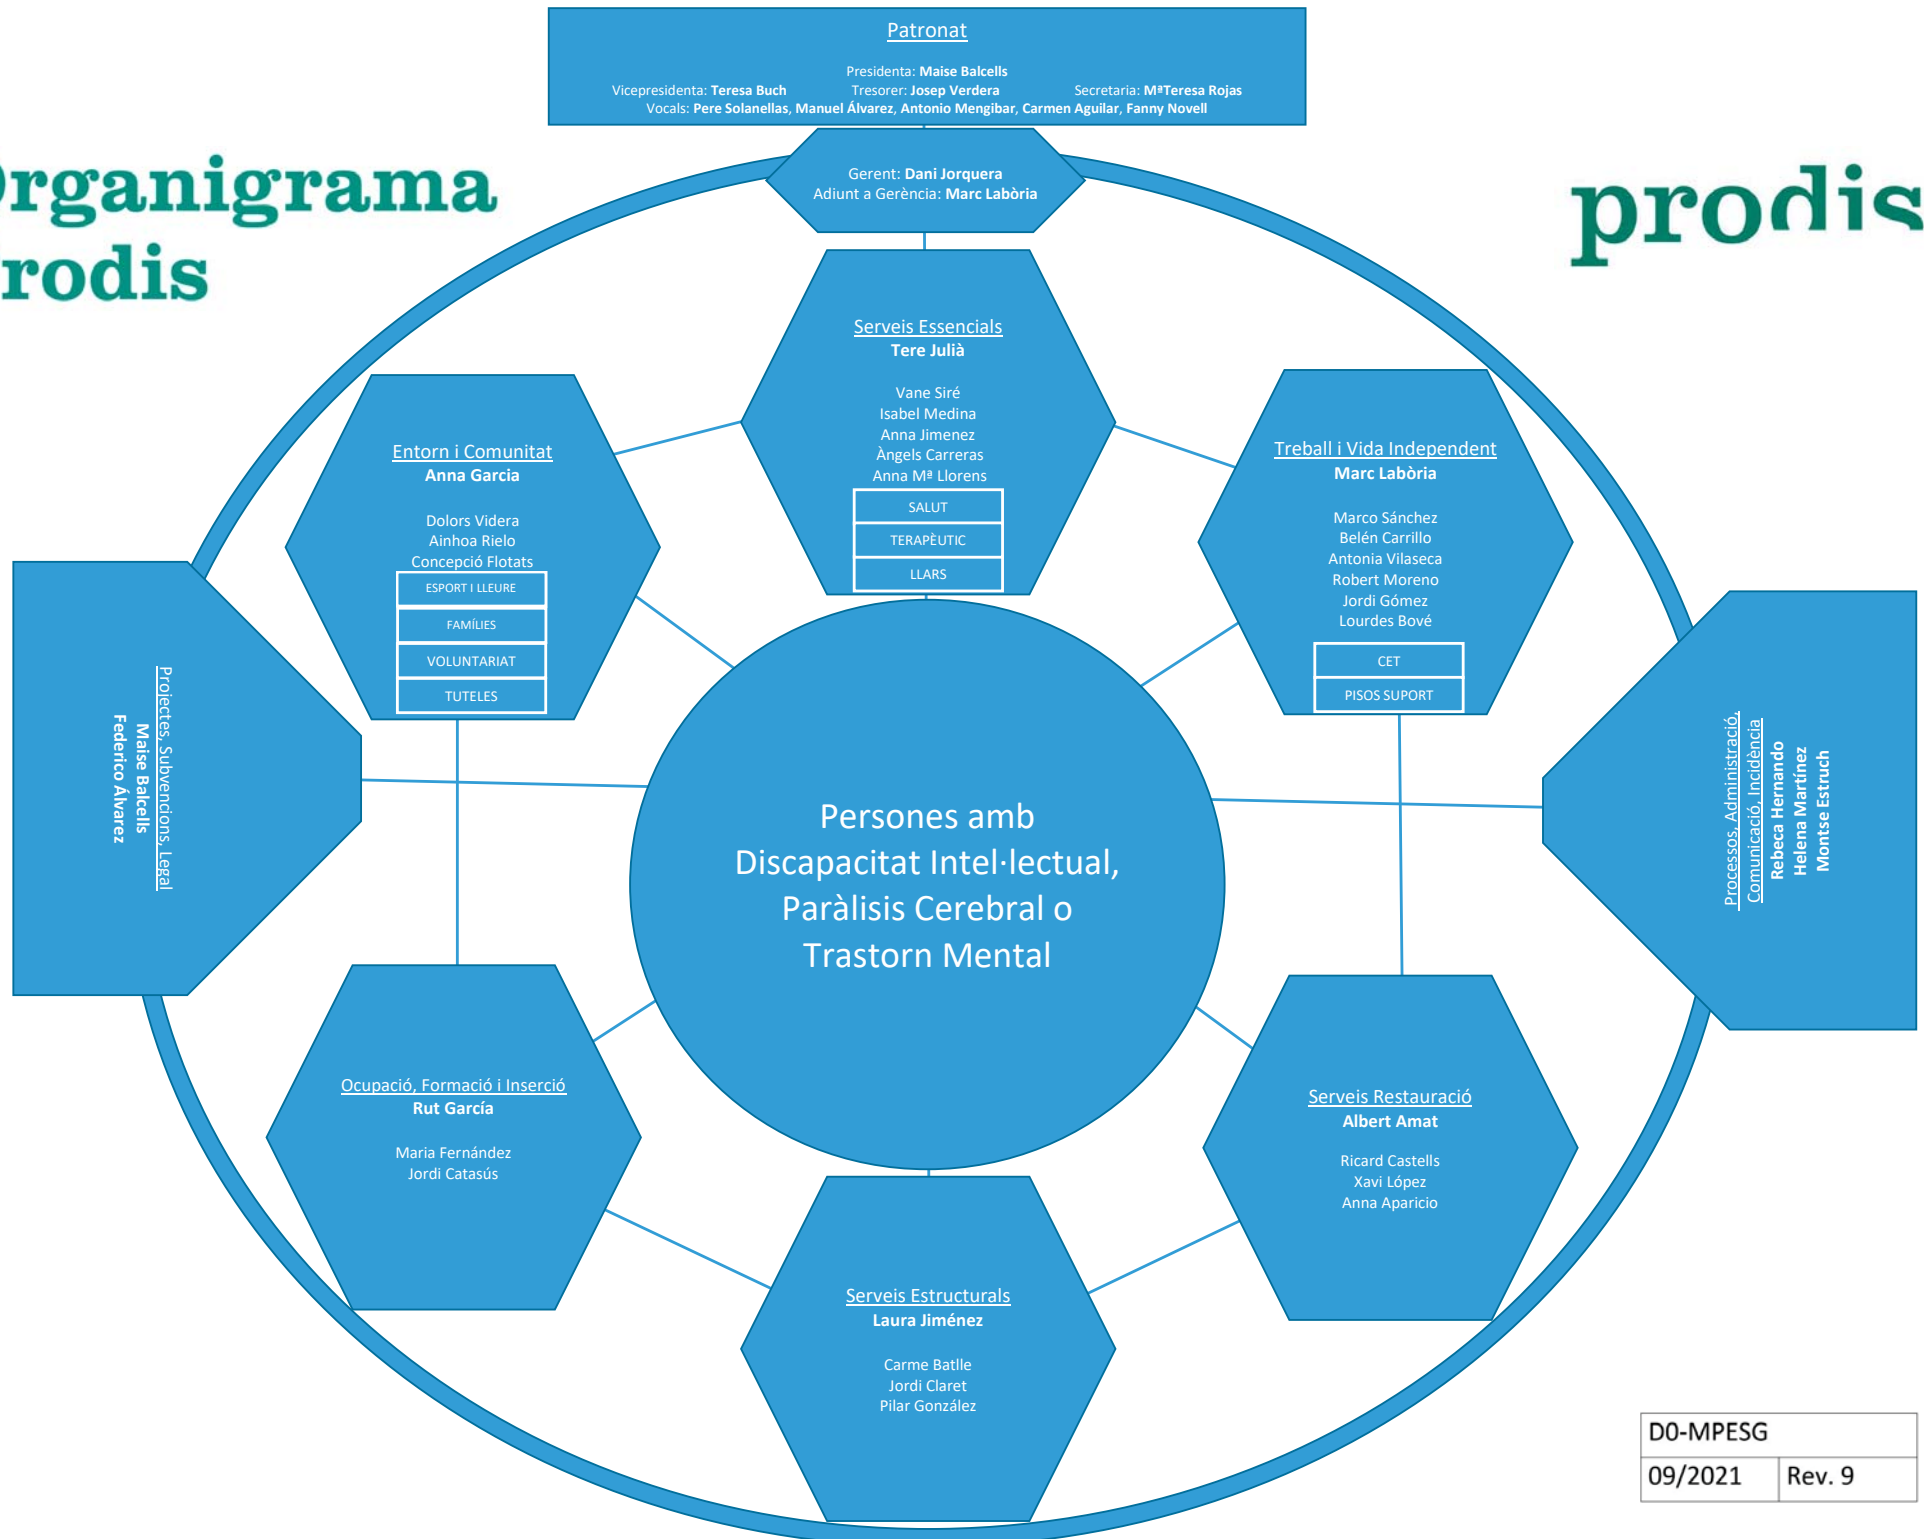 Patronat
Presidenta: Maise Balcells
Vicepresidenta: Teresa Buch Tresorer: Josep Verdera Secretaria: MªTeresa Rojas
Vocals: Pere Solanellas, Manuel Álvarez, Antonio Mengibar, Carmen Aguilar, Fanny Novell
Organigrama
rodis
prodis
Gerent: Dani Jorquera
Adiunt a Gerència: Marc Labòria
Serveis Essencials
Tere Julià
Vane Siré
Isabel Medina
Anna Jimenez
Àngels Carreras
Anna Mª Llorens
SALUT
TERAPÈUTIC
LLARS
Entorn i Comunitat
Anna Garcia
Dolors Videra
Ainhoa Rielo
Concepció Flotats
ESPORT I LLEURE
FAMÍLIES
VOLUNTARIAT
TUTELES
Treball i Vida Independent
Marc Labòria
Marco Sánchez
Belén Carrillo
Antonia Vilaseca
Robert Moreno
Jordi Gómez
Lourdes Bové
CET
PISOS SUPORT
Projectes, Subvencions, Legal
Maise Balcells
Federico Álvarez
Persones amb
Discapacitat Intel·lectual,
Paràlisis Cerebral o
Trastorn Mental
Processos, Administració,
Comunicació, Incidència
Rebeca Hernando
Helena Martínez
Montse Estruch
Ocupació, Formació i Inserció
Rut García
Maria Fernández
Jordi Catasús
Serveis Restauració
Albert Amat
Ricard Castells
Xavi López
Anna Aparicio
Serveis Estructurals
Laura Jiménez
Carme Batlle
Jordi Claret
Pilar González
D0-MPESG
09/2021 Rev. 9